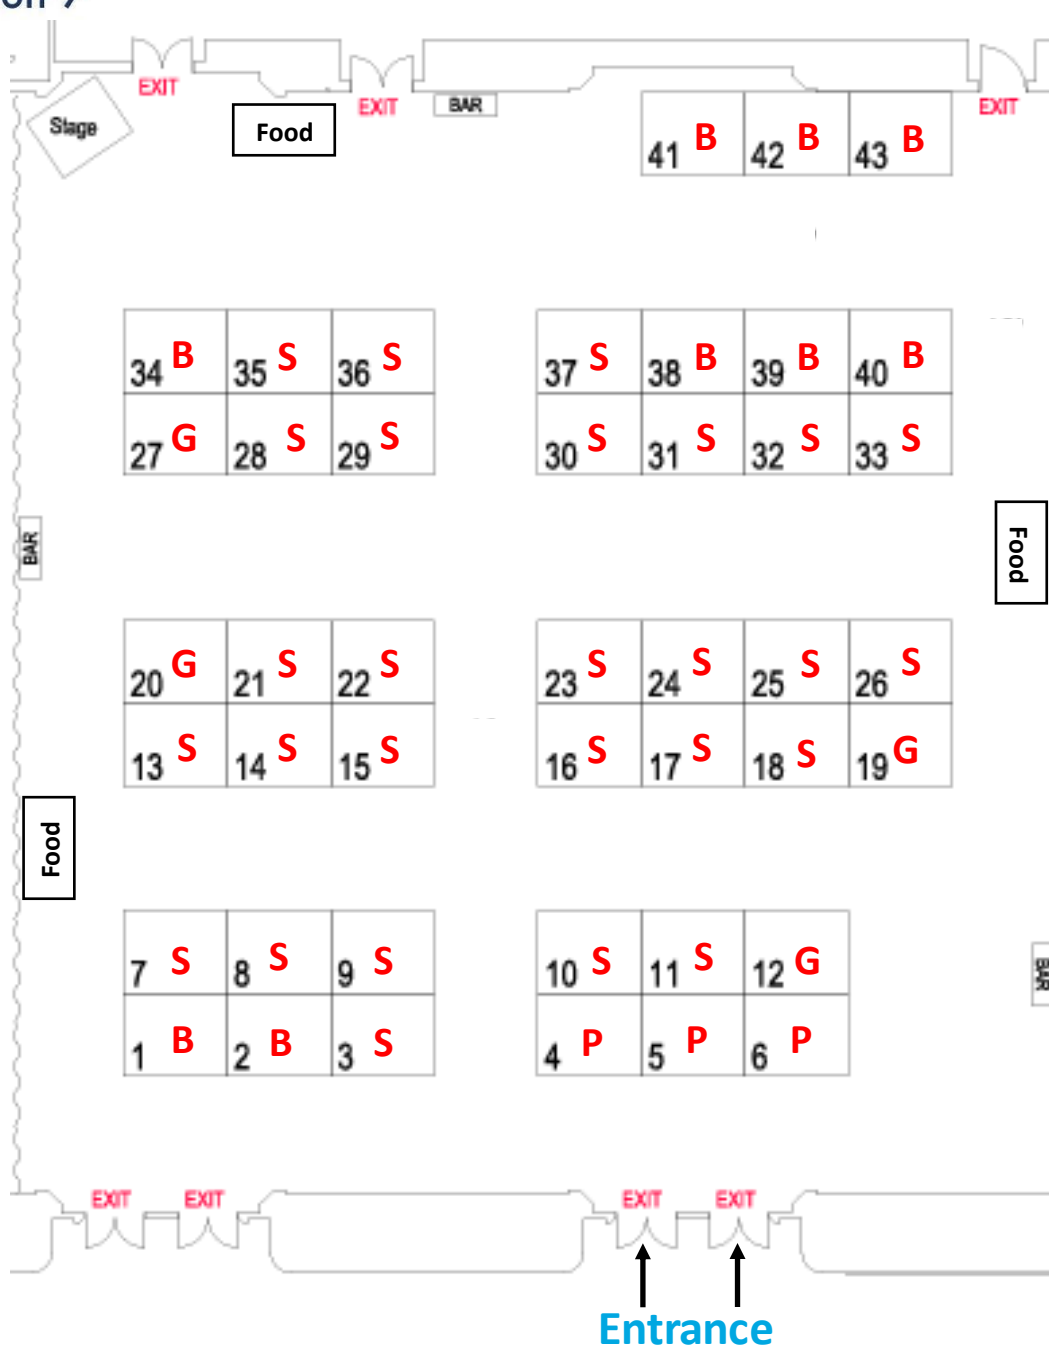 EXIT
EXIT
BAR
EXIT
Stage
Food
41 B 42 B 43 B
34 B 35 S 36 S 37 S 38 B 39 B 40 B
27 G 28 S 29 S 30 S 31 S 32 S 33 S
BAR
Food
20 G 21 S 22 S 23 S 24 S 25 S 26 S
13 S 14 S 15 S 16 S 17 S 18 S 19 G
Food
7 S 8 S 9 S 10 S 11 S 12 G
BAR
1 B 2 B 3 S 4 P 5 P 6 P
EXIT EXIT EXIT EXIT
Entrance